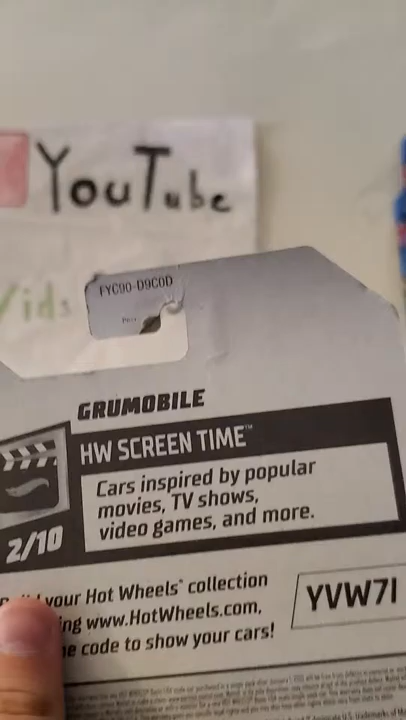 YouTube
Vids
FYC90-D9C0D
GRUMOBILE
HW SCREEN TIME™
Cars inspired by popular
movies, TV shows,
video games, and more.
2/10
your Hot Wheels® collection
www.HotWheels.com,
code to show your cars!
YVW7I